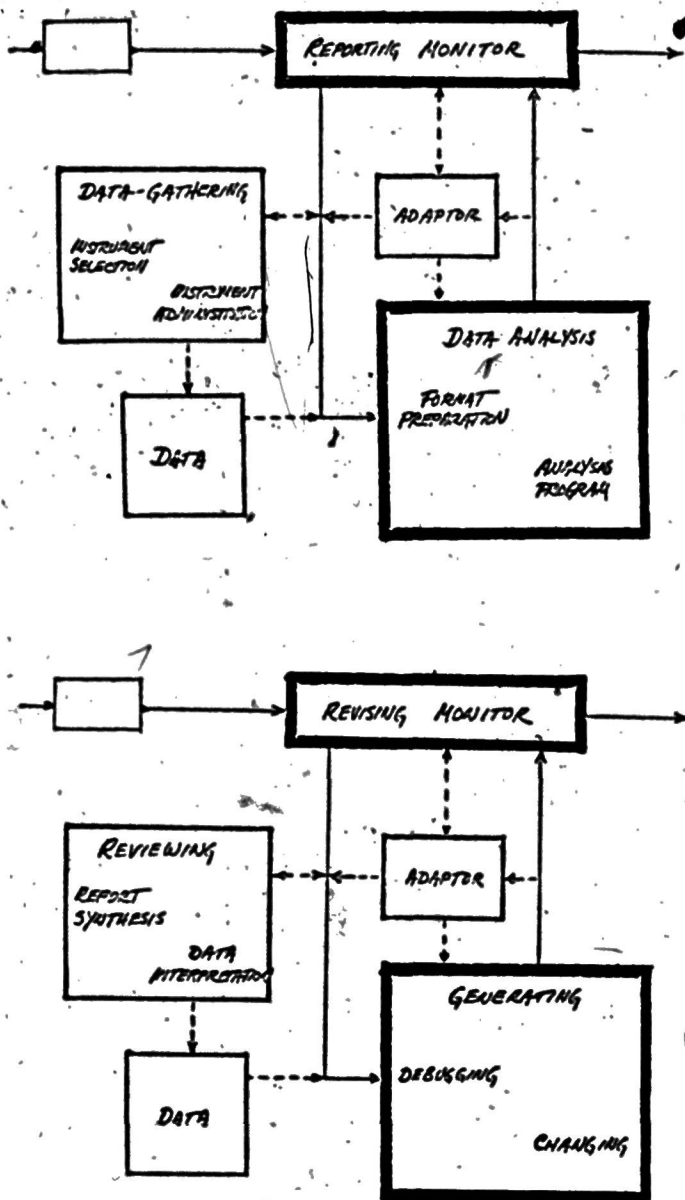 REPORTING MONITOR
DATA-GATHERING
INSTRUMENT
SELECTION
INSTRUMENT
ADAPTOR
DATA ANALYSIS
FORMAT
PREPARATION
ANALYSIS
PROGRAM
DATA
REVISING MONITOR
REVIEWING
REPORT
SYNTHESIS
DATA
INTERPRETATION
ADAPTOR
GENERATING
DEBUGGING
CHANGING
DATA